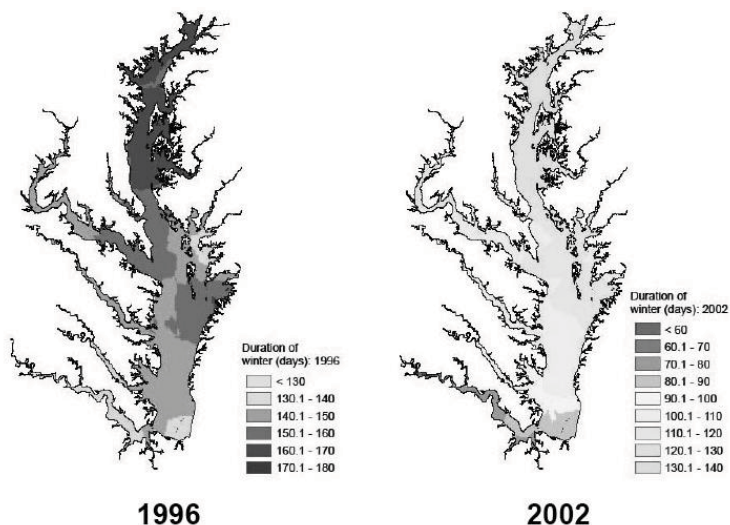 Duration of
winter (days): 1996
< 130
130.1 - 140
140.1 - 150
150.1 - 160
160.1 - 170
170.1 - 180
1996
Duration of
winter (days): 2002
< 60
60.1 - 70
70.1 - 80
80.1 - 90
90.1 - 100
100.1 - 110
110.1 - 120
120.1 - 130
130.1 - 140
2002